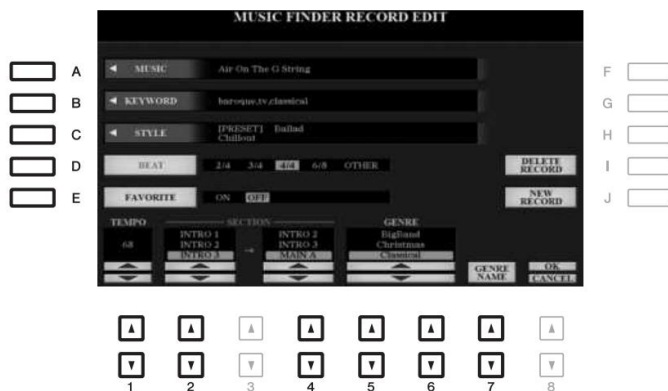 MUSIC FINDER RECORD EDIT
A
MUSIC
Air On The G String
F
B
KEYWORD
baroque,tv,classical
G
C
STYLE
[PRESET] Ballad
Chillout
H
D
BEAT
2/4 3/4 4/4 6/8 OTHER
DELETE
RECORD
I
E
FAVORITE
ON OFF
NEW
RECORD
J
TEMPO
SECTION
GENRE
68
INTRO 1
INTRO 2
INTRO 3
→
INTRO 2
INTRO 3
MAIN A
BigBand
Christmas
Classical
GENRE
NAME
OK
CANCEL
1 2 3 4 5 6 7 8